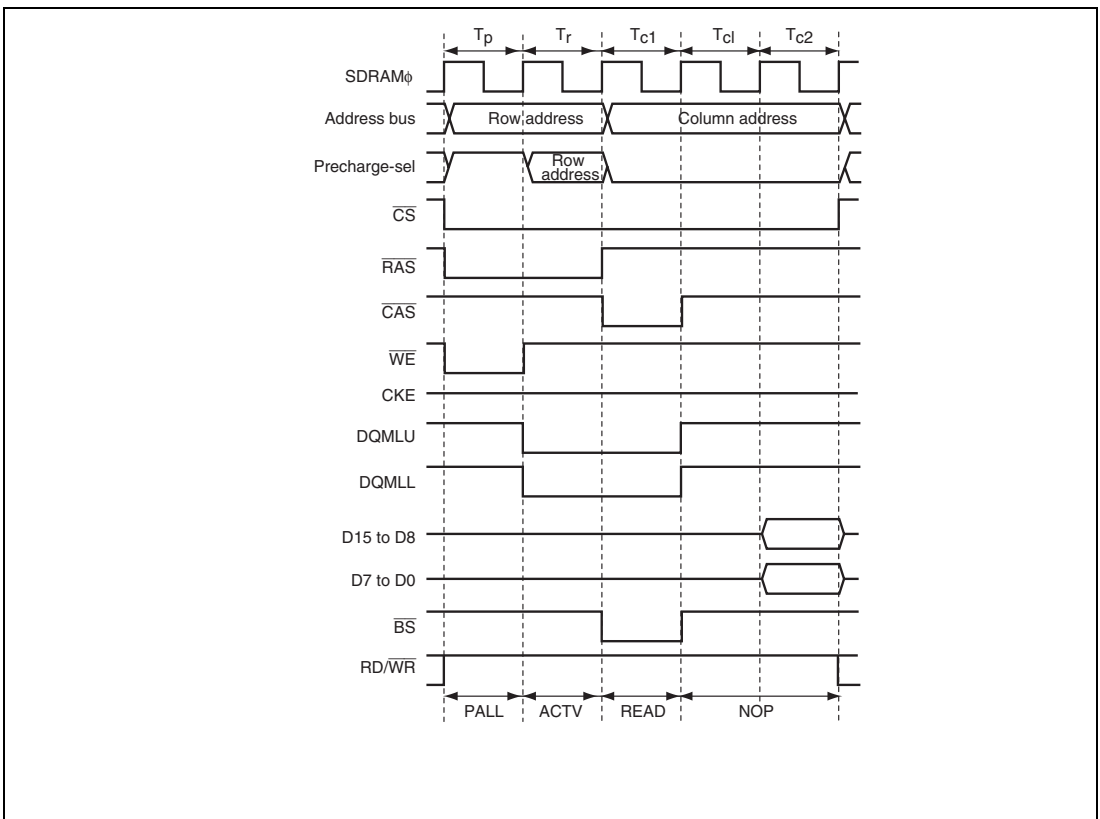 Tp Tr Tc1 Tcl Tc2
SDRAMϕ
Address bus Row address Column address
Precharge-sel Row address
CS
RAS
CAS
WE
CKE
DQMLU
DQMLL
D15 to D8
D7 to D0
BS
RD/WR
PALL ACTV READ NOP